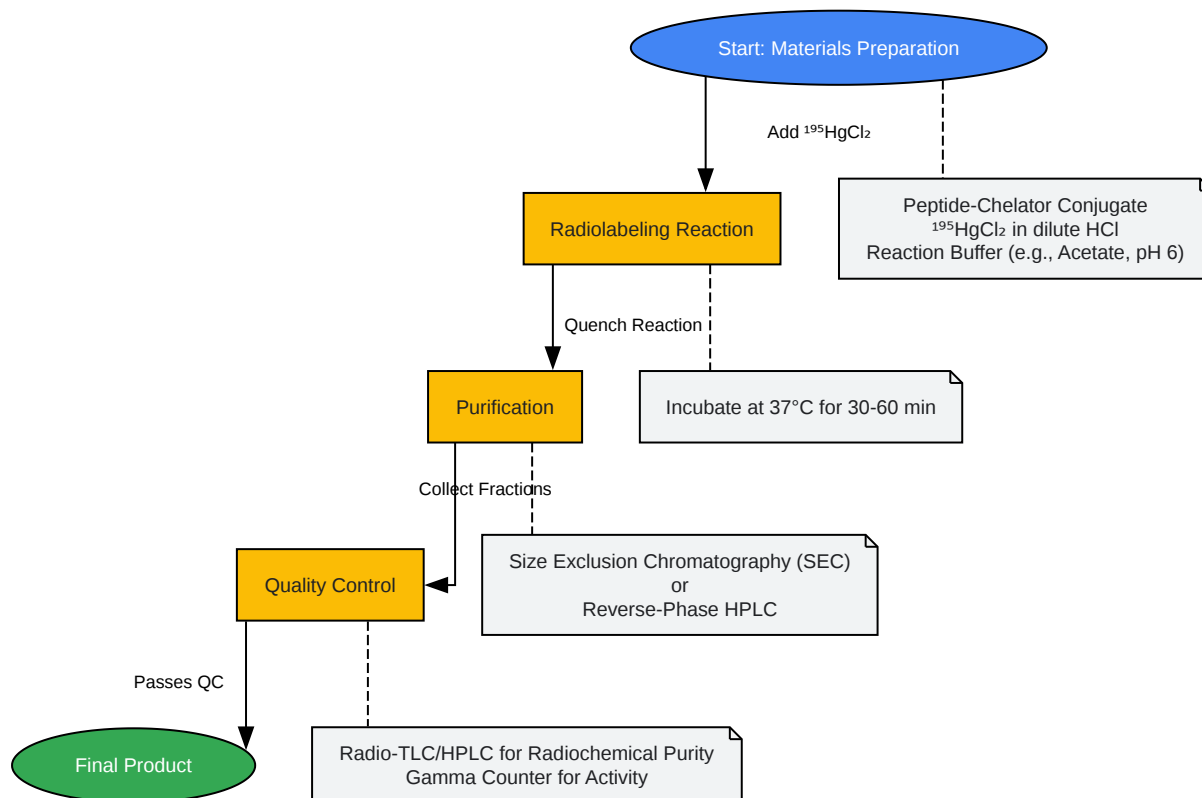 Start: Materials Preparation
Add ¹⁹⁵HgCl₂
Peptide-Chelator Conjugate
¹⁹⁵HgCl₂ in dilute HCl
Reaction Buffer (e.g., Acetate, pH 6)
Radiolabeling Reaction
Quench Reaction
Incubate at 37°C for 30-60 min
Purification
Collect Fractions
Size Exclusion Chromatography (SEC)
or
Reverse-Phase HPLC
Quality Control
Passes QC
Radio-TLC/HPLC for Radiochemical Purity
Gamma Counter for Activity
Final Product